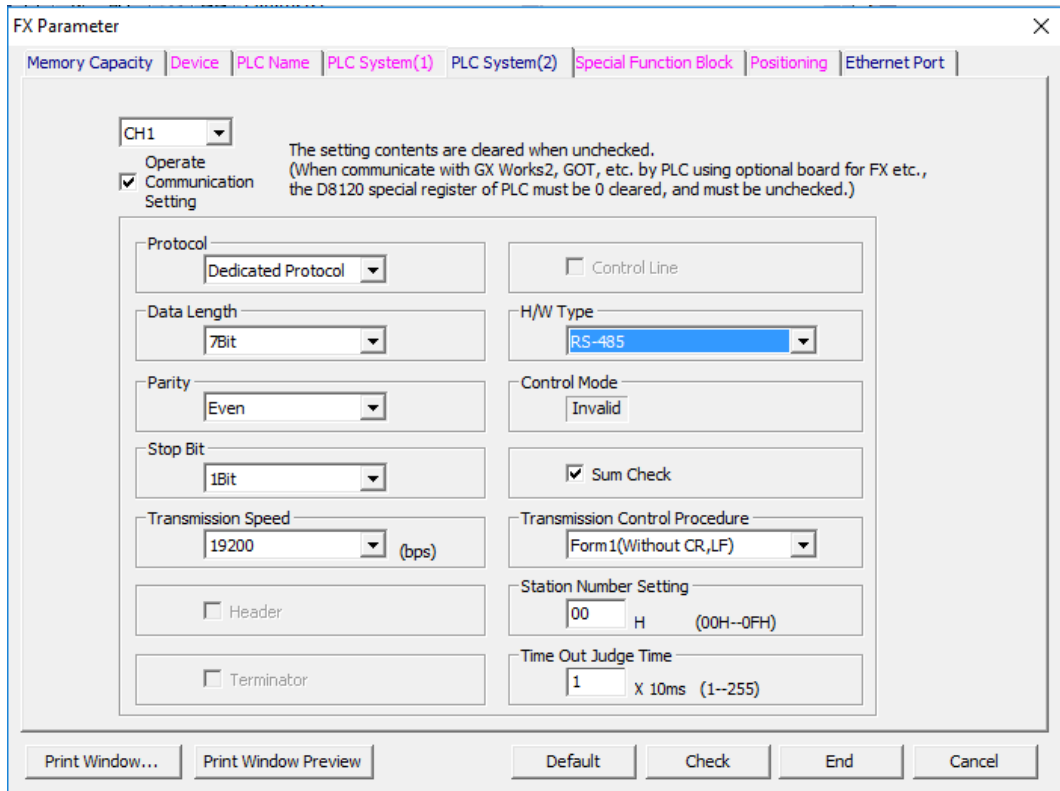 FX Parameter
Memory Capacity Device PLC Name PLC System(1) PLC System(2) Special Function Block Positioning Ethernet Port
CH1
Operate
Communication
Setting
The setting contents are cleared when unchecked.
(When communicate with GX Works2, GOT, etc. by PLC using optional board for FX etc.,
the D8120 special register of PLC must be 0 cleared, and must be unchecked.)
Protocol
Dedicated Protocol
Control Line
Data Length
7Bit
H/W Type
RS-485
Parity
Even
Control Mode
Invalid
Stop Bit
1Bit
Sum Check
Transmission Speed
19200 (bps)
Transmission Control Procedure
Form1(Without CR,LF)
Header
Station Number Setting
00 H (00H--0FH)
Terminator
Time Out Judge Time
1 X 10ms (1--255)
Print Window... Print Window Preview Default Check End Cancel